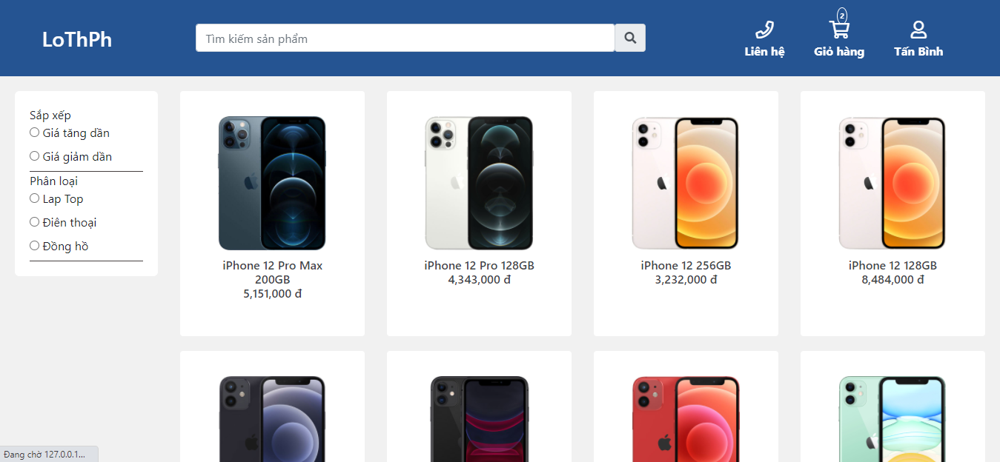 LoThPh
Tìm kiếm sản phẩm
2
Liên hệ
Giỏ hàng
Tấn Bình
Sắp xếp
Giá tăng dần
Giá giảm dần
Phân loại
Lap Top
Điên thoại
Đồng hồ
iPhone 12 Pro Max
200GB
5,151,000 đ
iPhone 12 Pro 128GB
4,343,000 đ
iPhone 12 256GB
3,232,000 đ
iPhone 12 128GB
8,484,000 đ
Đang chờ 127.0.0.1...